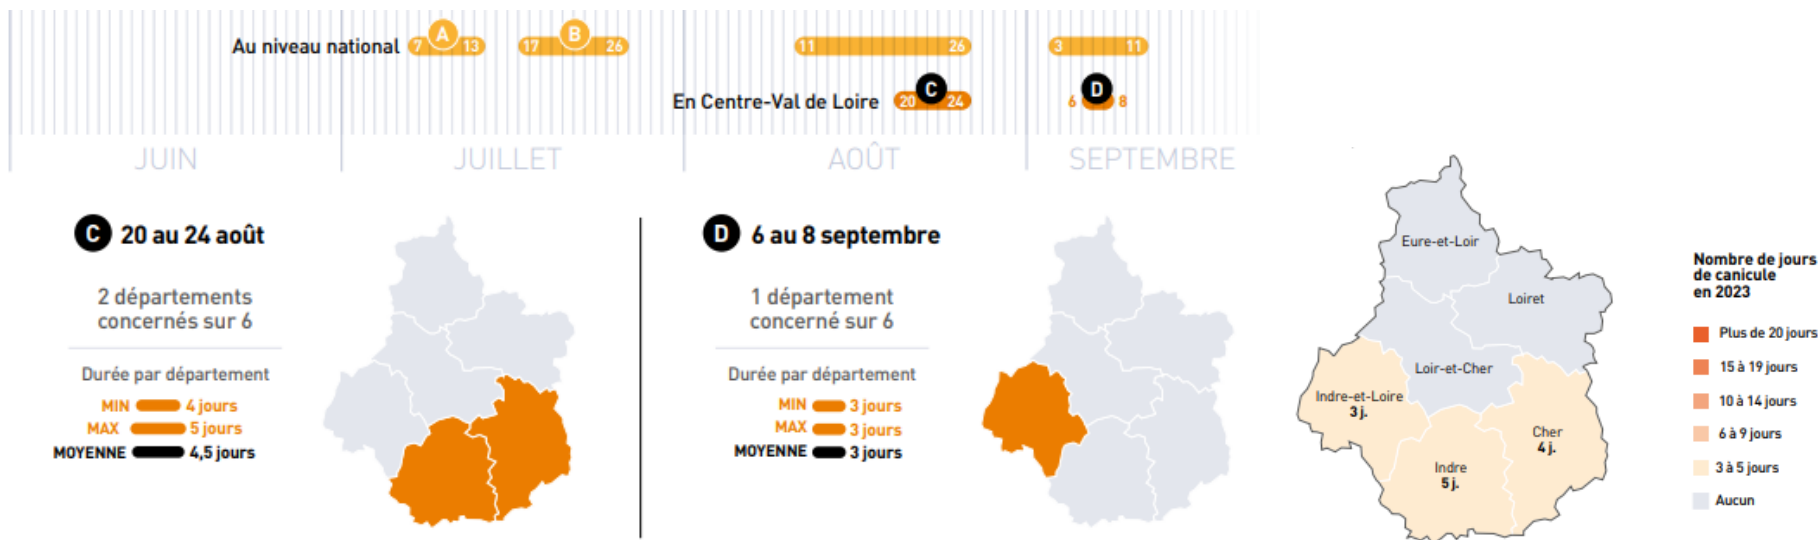 Au niveau national 7 A 13 17 B 26 11 26 3 11
En Centre-Val de Loire 20 C 24 6 D 8
JUIN JUILLET AOÛT SEPTEMBRE
C 20 au 24 août
2 départements
concernés sur 6
Durée par département
MIN 4 jours
MAX 5 jours
MOYENNE 4,5 jours
D 6 au 8 septembre
1 département
concerné sur 6
Durée par département
MIN 3 jours
MAX 3 jours
MOYENNE 3 jours
Eure-et-Loir
Loiret
Loir-et-Cher
Indre-et-Loire
3 j.
Cher
4 j.
Indre
5 j.
Nombre de jours
de canicule
en 2023
Plus de 20 jours
15 à 19 jours
10 à 14 jours
6 à 9 jours
3 à 5 jours
Aucun